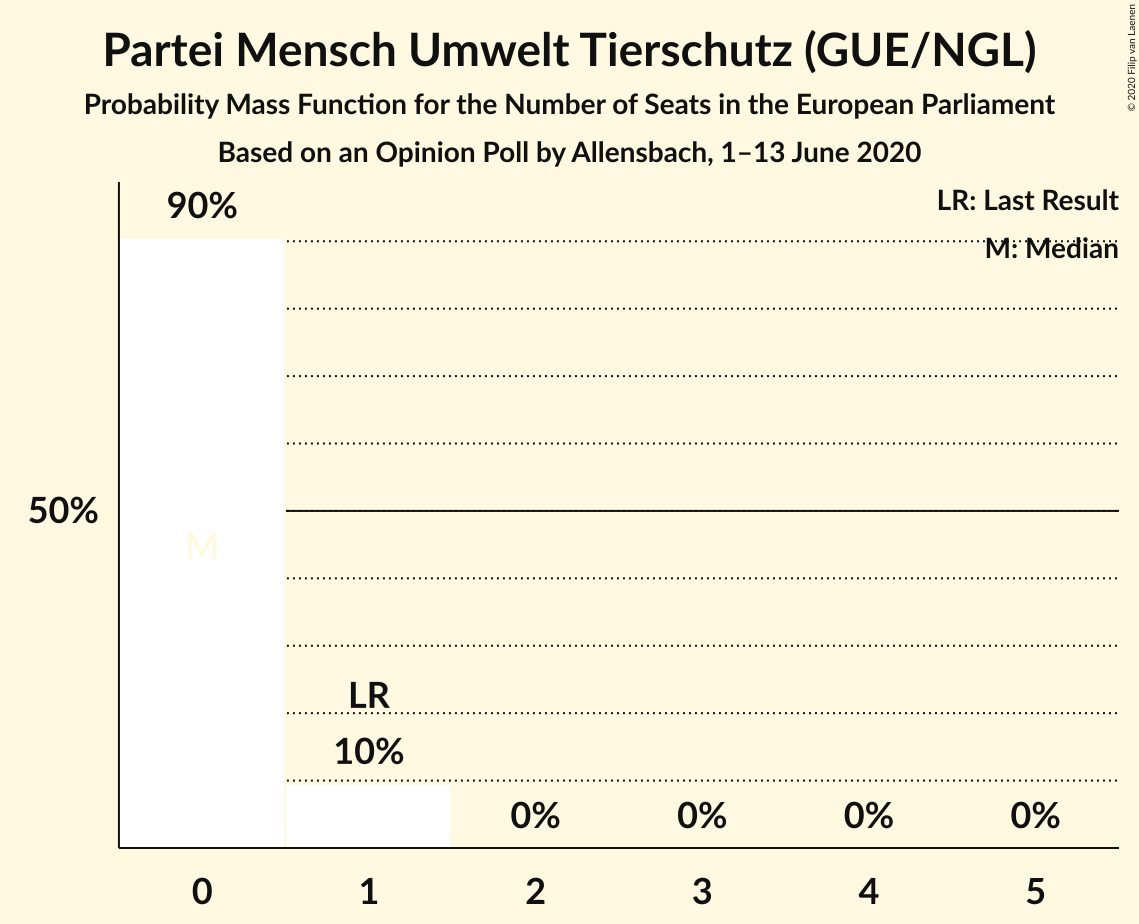 Partei Mensch Umwelt Tierschutz (GUE/NGL)
Probability Mass Function for the Number of Seats in the European Parliament
Based on an Opinion Poll by Allensbach, 1–13 June 2020
© 2020 Filip van Laenen
LR: Last Result
M: Median
90%
50%
M
LR
10%
0% 0% 0% 0%
0 1 2 3 4 5